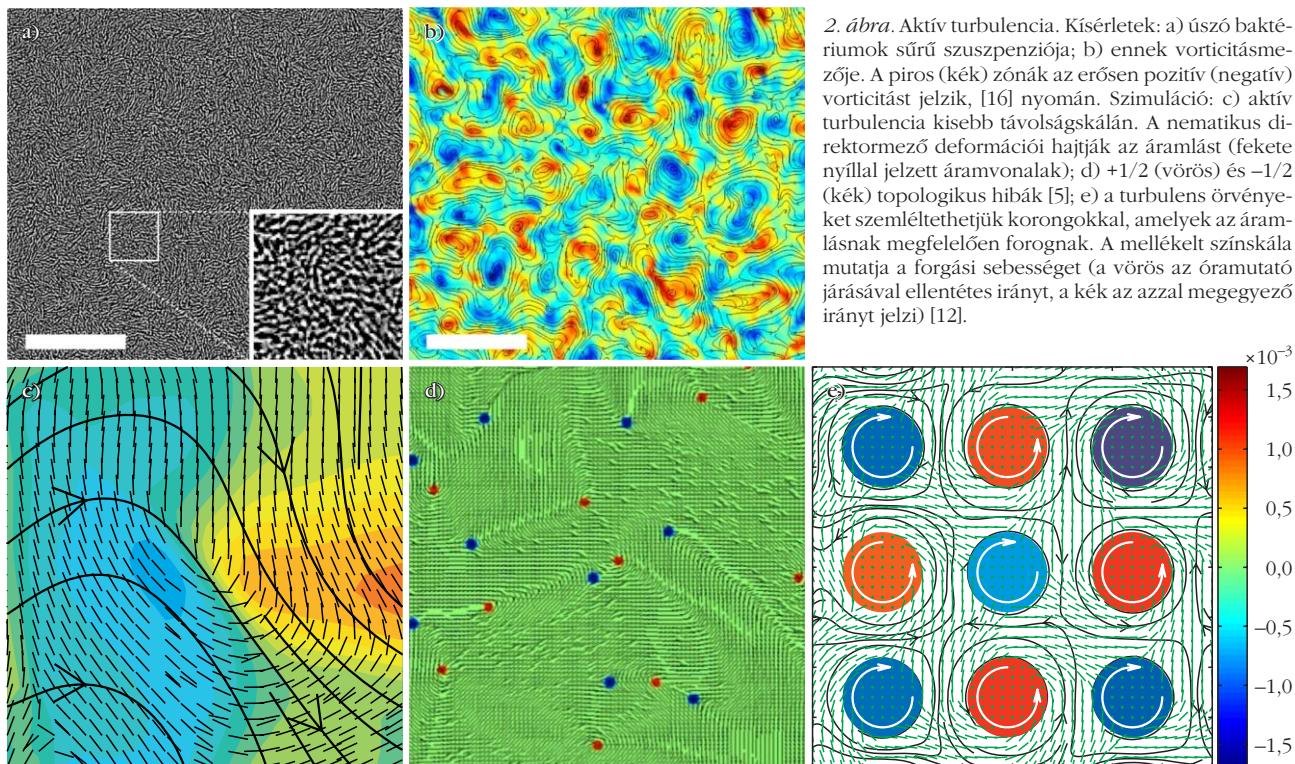 a)
b)
2. ábra. Aktív turbulencia. Kísérletek: a) úszó bakté-
riumok sűrű szuszpenziója; b) ennek vorticitásme-
zője. A piros (kék) zónák az erősen pozitív (negatív)
vorticitást jelzik, [16] nyomán. Szimuláció: c) aktív
turbulencia kisebb távolságskálán. A nematikus di-
rektormező deformációi hajtják az áramlást (fekete
nyíllal jelzett áramvonalak); d) +1/2 (vörös) és –1/2
(kék) topologikus hibák [5]; e) a turbulens örvénye-
ket szemléltethetjük korongokkal, amelyek az áram-
lásnak megfelelően forognak. A mellékelt színskála
mutatja a forgási sebességet (a vörös az óramutató
járásával ellentétes irányt, a kék az azzal megegyező
irányt jelzi) [12].
c)
d)
e)
×10⁻³
1,5
1,0
0,5
0,0
–0,5
–1,0
–1,5